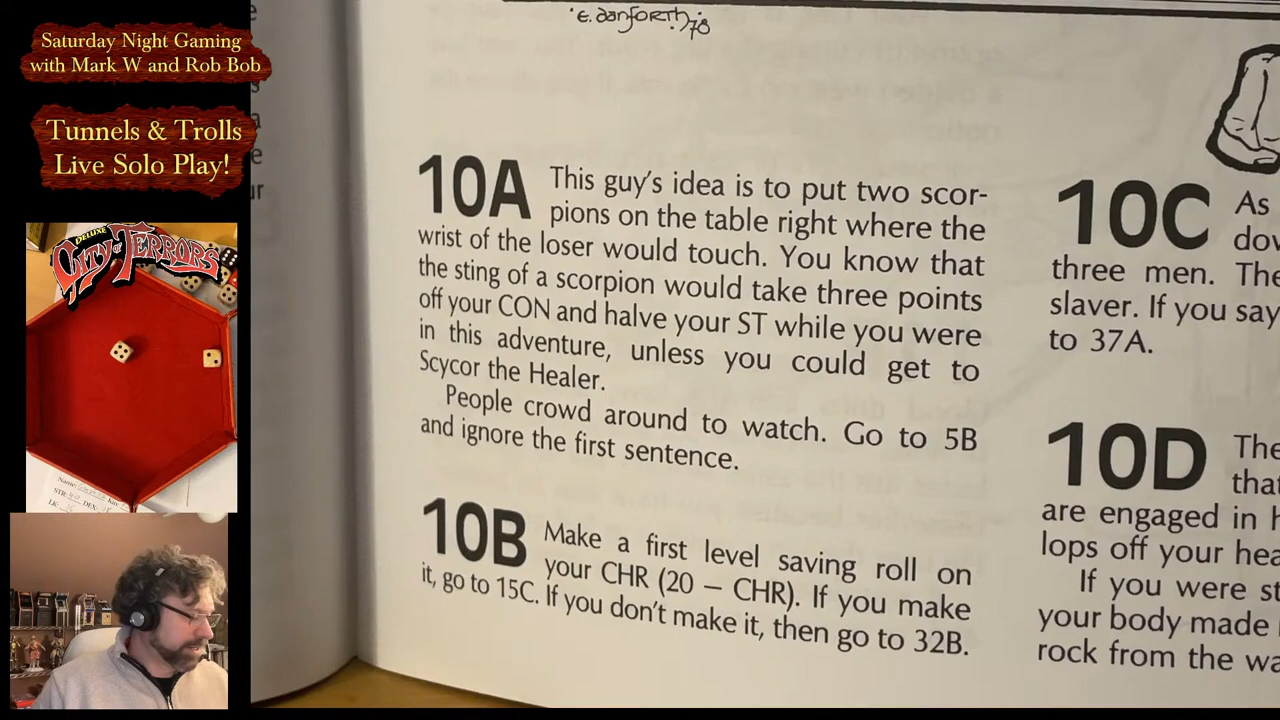 Saturday Night Gaming
with Mark W and Rob Bob
Tunnels & Trolls
Live Solo Play!
DELUXE
CITY OF TERRORS
E. Danforth 78
10A This guy's idea is to put two scor-
pions on the table right where the
wrist of the loser would touch. You know that
the sting of a scorpion would take three points
off your CON and halve your ST while you were
in this adventure, unless you could get to
Scycor the Healer.
People crowd around to watch. Go to 5B
and ignore the first sentence.
10B Make a first level saving roll on
your CHR (20 – CHR). If you make
it, go to 15C. If you don't make it, then go to 32B.
10C As
three men. The
slaver. If you say
to 37A.
10D The
that
are engaged in
lops off your hea
If you were st
your body made
rock from the wa
Name:
STR: DEX:
LK: 16